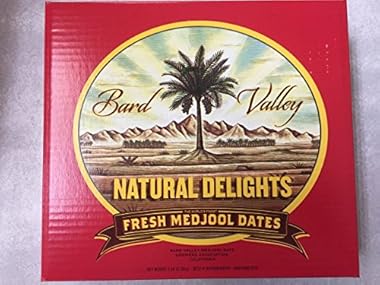 Bard Valley
NATURAL DELIGHTS
FRESH MEDJOOL DATES
BARD VALLEY MEDJOOL DATE
GROWERS ASSOCIATION
CALIFORNIA